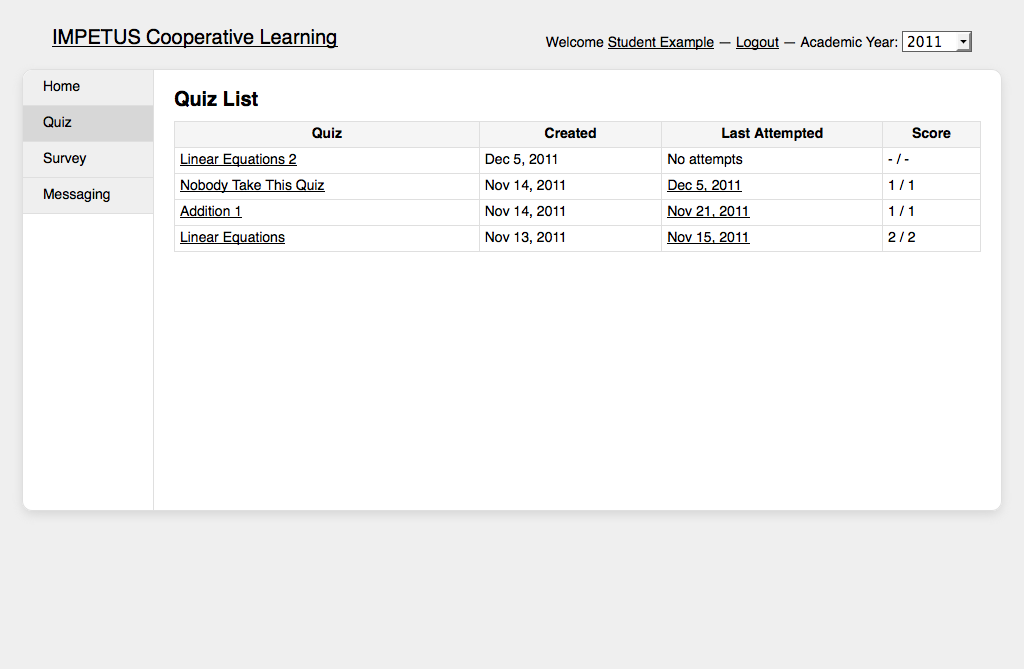 IMPETUS Cooperative Learning
Welcome Student Example — Logout — Academic Year: 2011
Home
Quiz
Survey
Messaging
Quiz List
Quiz Created Last Attempted Score
Linear Equations 2 Dec 5, 2011 No attempts - / -
Nobody Take This Quiz Nov 14, 2011 Dec 5, 2011 1 / 1
Addition 1 Nov 14, 2011 Nov 21, 2011 1 / 1
Linear Equations Nov 13, 2011 Nov 15, 2011 2 / 2